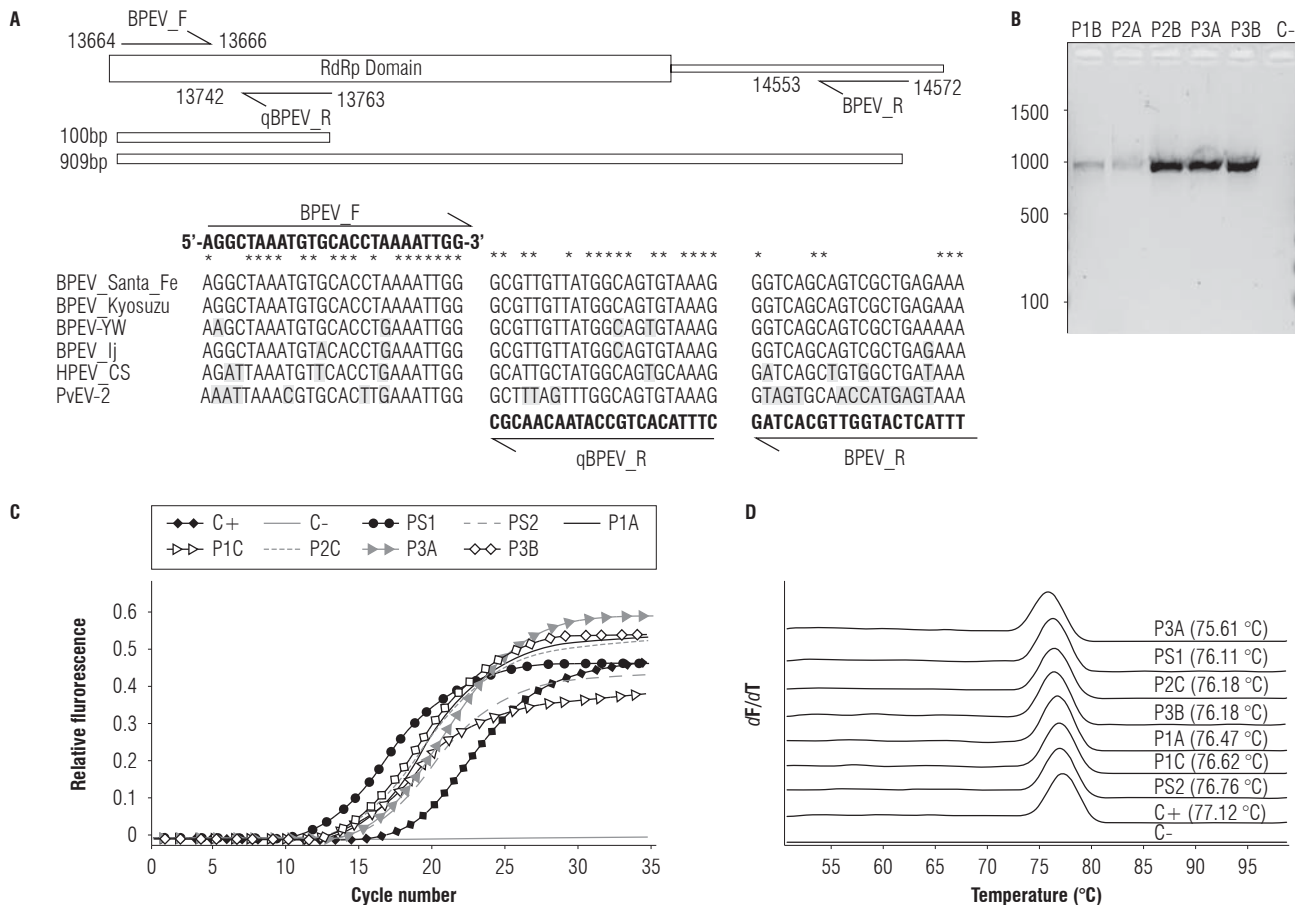 A
BPEV_F
13664 13666
RdRp Domain
13742 13763
qBPEV_R
14553 14572
BPEV_R
100bp
909bp
BPEV_F
5'-AGGCTAAATGTGCACCTAAAATTGG-3'
* **** ** *** * ******* ** ** * ***** ** **** * ** ***
BPEV_Santa_Fe AGGCTAAATGTGCACCTAAAATTGG GCGTTGTTATGGCAGTGTAAAG GGTCAGCAGTCGCTGAGAAA
BPEV_Kyosuzu AGGCTAAATGTGCACCTAAAATTGG GCGTTGTTATGGCAGTGTAAAG GGTCAGCAGTCGCTGAGAAA
BPEV-YW AAGCTAAATGTGCACCTGAAATTGG GCGTTGTTATGGCAGTGTAAAG GGTCAGCAGTCGCTGAAAAA
BPEV_lj AGGCTAAATGTACACCTGAAATTGG GCGTTGTTATGGCAGTGTAAAG GGTCAGCAGTCGCTGAGAAA
HPEV_CS AGATTAAATGTTCACCTGAAATTGG GCATTGCTATGGCAGTGCAAAG GATCAGCTGTGGCTGATAAA
PvEV-2 AAATTAAACGTGCACTTGAAATTGG GCTTTAGTTTGGCAGTGTAAAG GTAGTGCAACCATGAGTAAA
CGCAACAATACCGTCACATTTC GATCACGTTGGTACTCATTT
qBPEV_R BPEV_R
B
P1B P2A P2B P3A P3B C-
1500
1000
500
100
C
C+ C- PS1 PS2 P1A
P1C P2C P3A P3B
Relative fluorescence
0.6
0.5
0.4
0.3
0.2
0.1
0
0 5 10 15 20 25 30 35
Cycle number
D
dF/dT
P3A (75.61 °C)
PS1 (76.11 °C)
P2C (76.18 °C)
P3B (76.18 °C)
P1A (76.47 °C)
P1C (76.62 °C)
PS2 (76.76 °C)
C+ (77.12 °C)
C-
55 60 65 70 75 80 85 90 95
Temperature (°C)